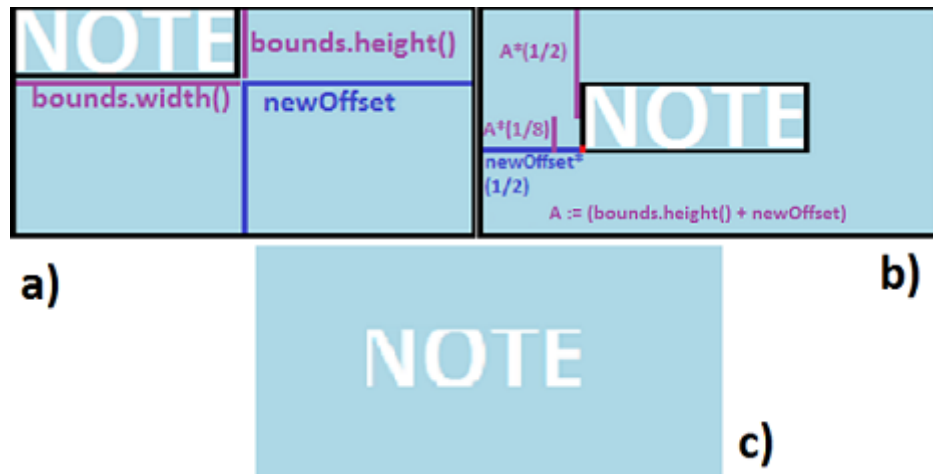 NOTE
bounds.height()
bounds.width()
newOffset
A*(1/2)
NOTE
A*(1/8)
newOffset*
(1/2)
A := (bounds.height() + newOffset)
a)
b)
NOTE
c)